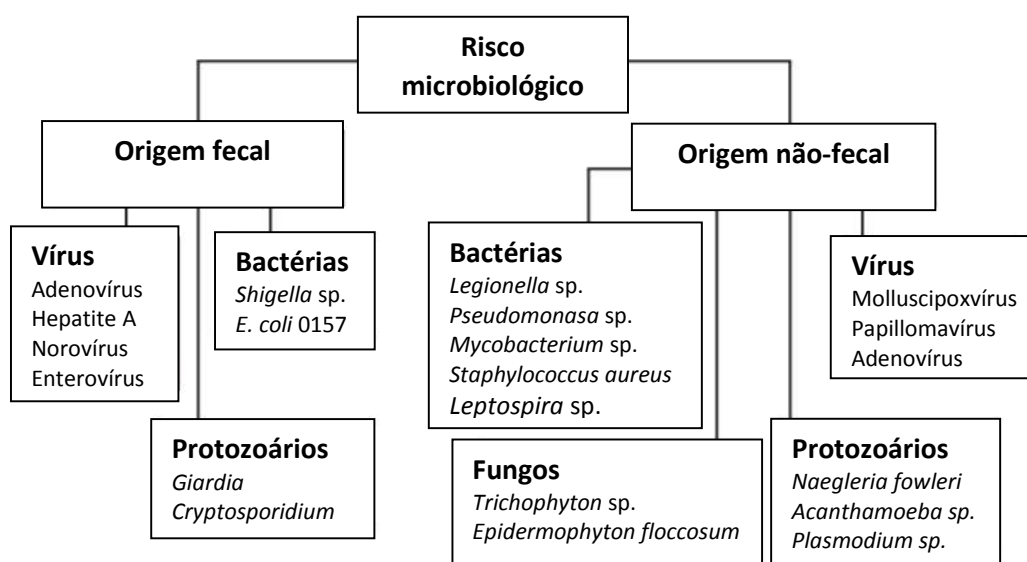 Risco
microbiológico
Origem fecal
Origem não-fecal
Vírus
Adenovírus
Hepatite A
Norovírus
Enterovírus
Bactérias
Shigella sp.
E. coli 0157
Protozoários
Giardia
Cryptosporidium
Bactérias
Legionella sp.
Pseudomonasa sp.
Mycobacterium sp.
Staphylococcus aureus
Leptospira sp.
Fungos
Trichophyton sp.
Epidermophyton floccosum
Vírus
Molluscipoxvírus
Papillomavírus
Adenovírus
Protozoários
Naegleria fowleri
Acanthamoeba sp.
Plasmodium sp.